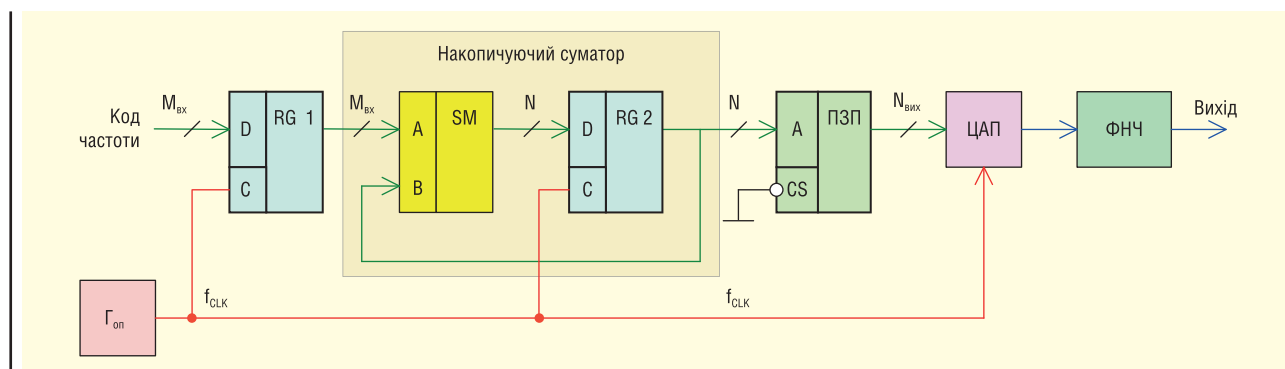 Накопичуючий суматор
Код
частоти
Mвх
D
C
RG 1
Mвх
A
B
SM
N
D
C
RG 2
N
A
CS
ПЗП
Nвих
ЦАП
ФНЧ
Вихід
Гоп
fCLK
fCLK